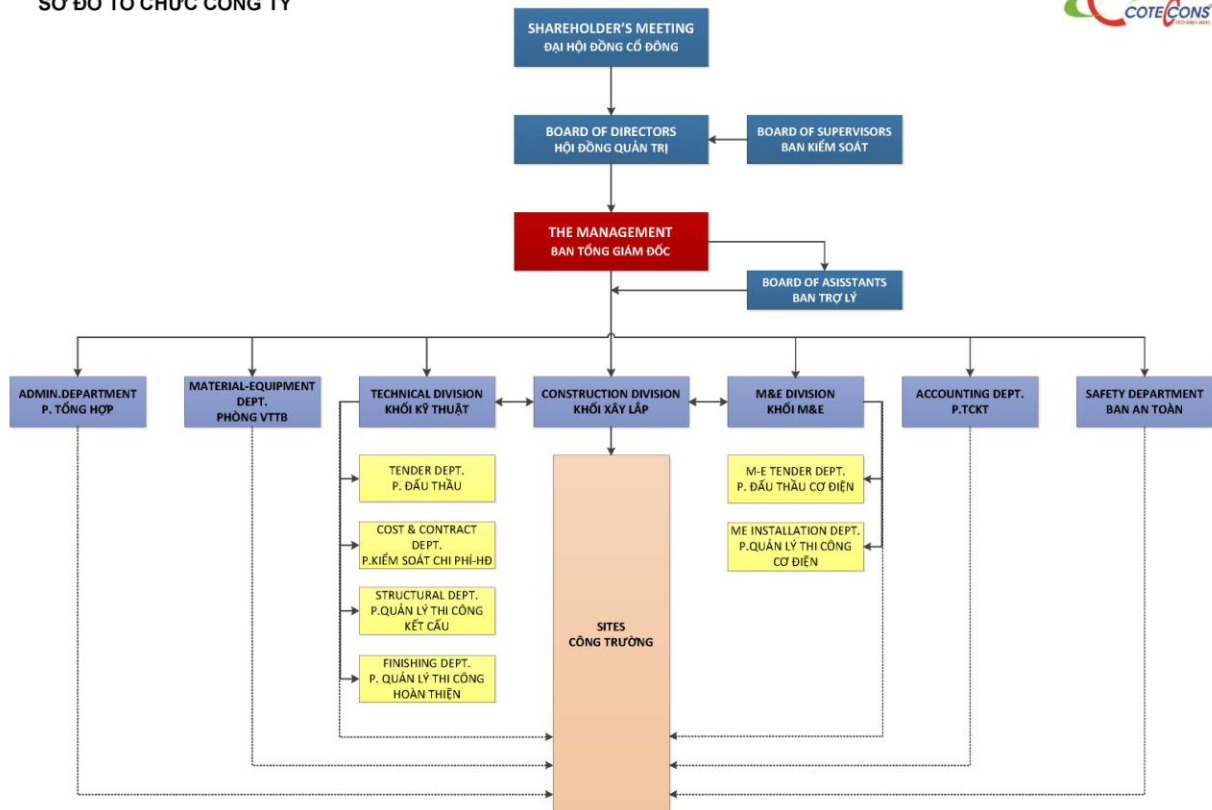 SƠ ĐỒ TỔ CHỨC CÔNG TY
COTECCONS
SHAREHOLDER'S MEETING
ĐẠI HỘI ĐỒNG CỔ ĐÔNG
BOARD OF DIRECTORS
HỘI ĐỒNG QUẢN TRỊ
BOARD OF SUPERVISORS
BAN KIỂM SOÁT
THE MANAGEMENT
BAN TỔNG GIÁM ĐỐC
BOARD OF ASISSTANTS
BAN TRỢ LÝ
ADMIN.DEPARTMENT
P. TỔNG HỢP
MATERIAL-EQUIPMENT
DEPT.
PHÒNG VTTB
TECHNICAL DIVISION
KHỐI KỸ THUẬT
CONSTRUCTION DIVISION
KHỐI XÂY LẮP
M&E DIVISION
KHỐI M&E
ACCOUNTING DEPT.
P.TCKT
SAFETY DEPARTMENT
BAN AN TOÀN
TENDER DEPT.
P. ĐẤU THẦU
COST & CONTRACT
DEPT.
P.KIỂM SOÁT CHI PHÍ-HĐ
STRUCTURAL DEPT.
P.QUẢN LÝ THI CÔNG
KẾT CẤU
FINISHING DEPT.
P. QUẢN LÝ THI CÔNG
HOÀN THIỆN
SITES
CÔNG TRƯỜNG
M-E TENDER DEPT.
P. ĐẤU THẦU CƠ ĐIỆN
ME INSTALLATION DEPT.
P.QUẢN LÝ THI CÔNG
CƠ ĐIỆN